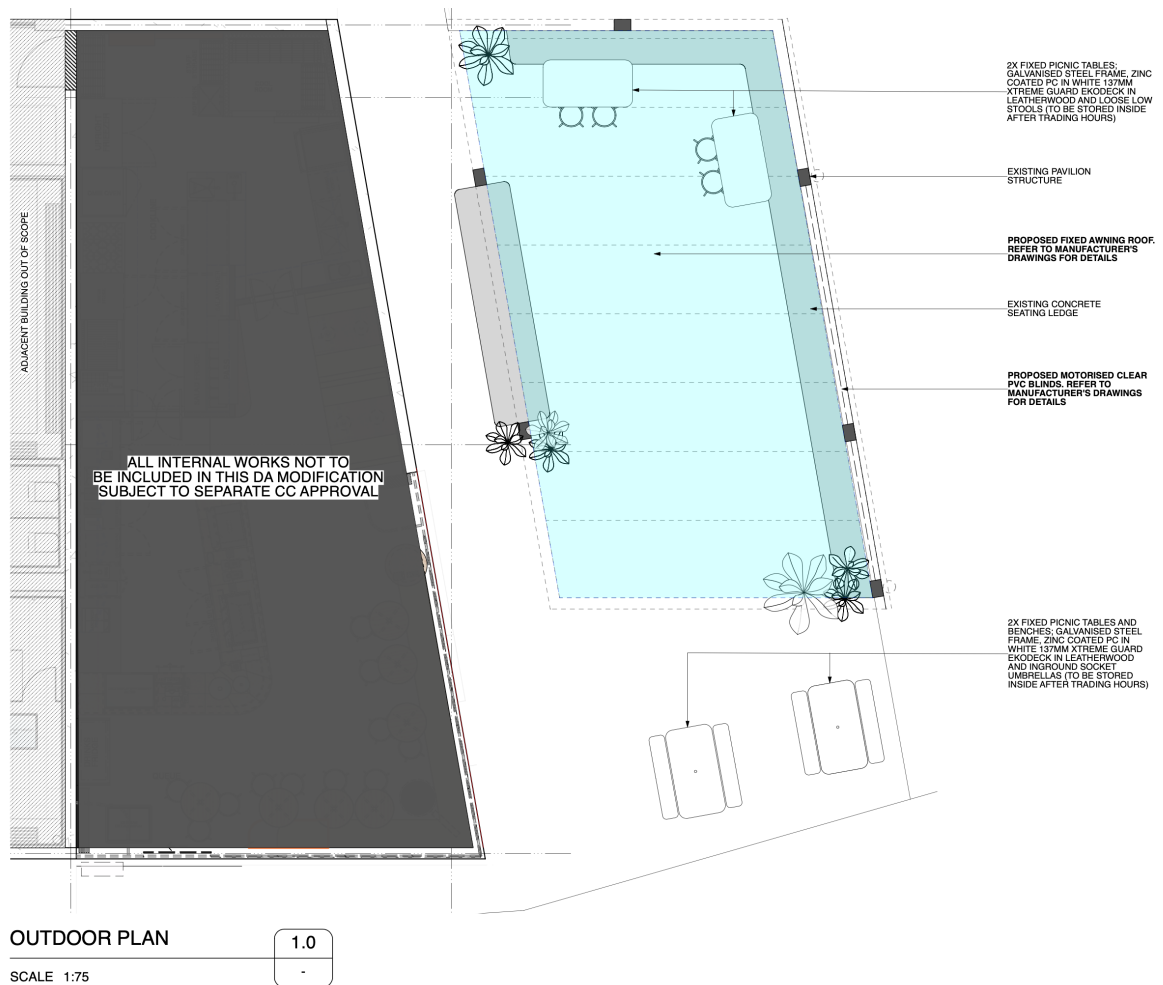 2X FIXED PICNIC TABLES;
GALVANISED STEEL FRAME, ZINC
COATED PC IN WHITE 137MM
XTREME GUARD EKODECK IN
LEATHERWOOD AND LOOSE LOW
STOOLS (TO BE STORED INSIDE
AFTER TRADING HOURS)
EXISTING PAVILION
STRUCTURE
ADJACENT BUILDING OUT OF SCOPE
PROPOSED FIXED AWNING ROOF.
REFER TO MANUFACTURER'S
DRAWINGS FOR DETAILS
EXISTING CONCRETE
SEATING LEDGE
PROPOSED MOTORISED CLEAR
PVC BLINDS. REFER TO
MANUFACTURER'S DRAWINGS
FOR DETAILS
ALL INTERNAL WORKS NOT TO
BE INCLUDED IN THIS DA MODIFICATION
SUBJECT TO SEPARATE CC APPROVAL
2X FIXED PICNIC TABLES AND
BENCHES; GALVANISED STEEL
FRAME, ZINC COATED PC IN
WHITE 137MM XTREME GUARD
EKODECK IN LEATHERWOOD
AND INGROUND SOCKET
UMBRELLAS (TO BE STORED
INSIDE AFTER TRADING HOURS)
OUTDOOR PLAN
1.0
SCALE 1:75
-